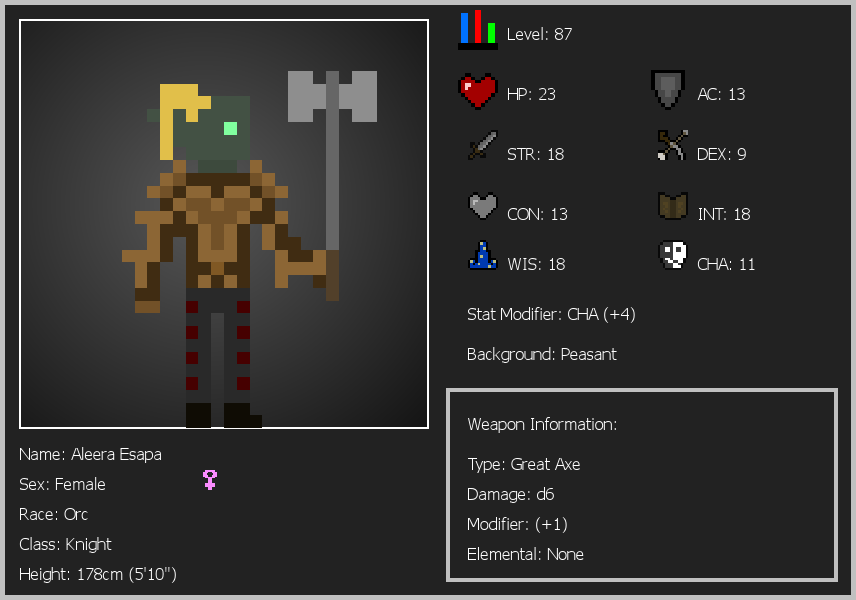 Level: 87
HP: 23
AC: 13
STR: 18
DEX: 9
CON: 13
INT: 18
WIS: 18
CHA: 11
Stat Modifier: CHA (+4)
Background: Peasant
Weapon Information:
Type: Great Axe
Damage: d6
Modifier: (+1)
Elemental: None
Name: Aleera Esapa
Sex: Female
Race: Orc
Class: Knight
Height: 178cm (5'10")